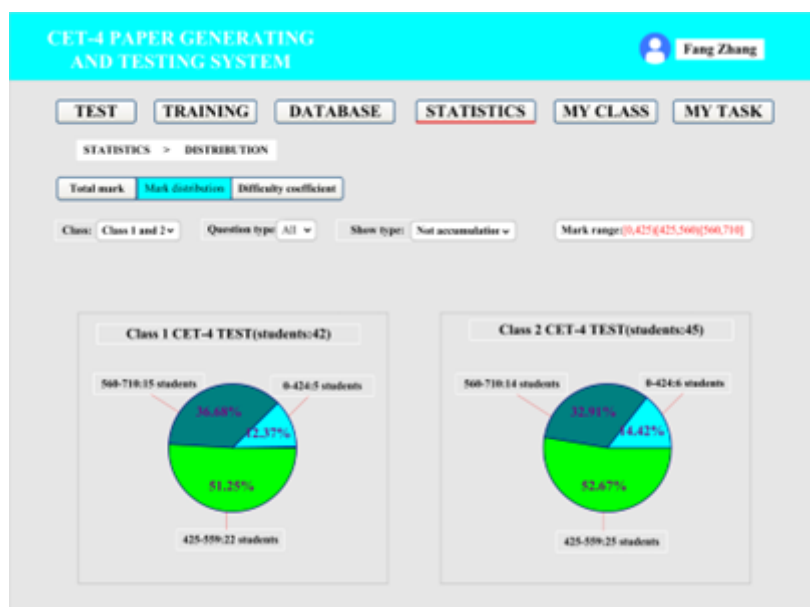 CET-4 PAPER GENERATING
AND TESTING SYSTEM
Fang Zhang
TEST TRAINING DATABASE STATISTICS MY CLASS MY TASK
STATISTICS > DISTRIBUTION
Total mark Mark distribution Difficulty coefficient
Class: Class 1 and 2 Question type All Show type: Not accumulation Mark range:[0,425)[425,560)[560,710]
Class 1 CET-4 TEST(students:42)
560-710:15 students
0-424:5 students
36.68%
12.37%
51.25%
425-559:22 students
Class 2 CET-4 TEST(students:45)
560-710:14 students
0-424:6 students
32.91%
14.42%
52.67%
425-559:25 students